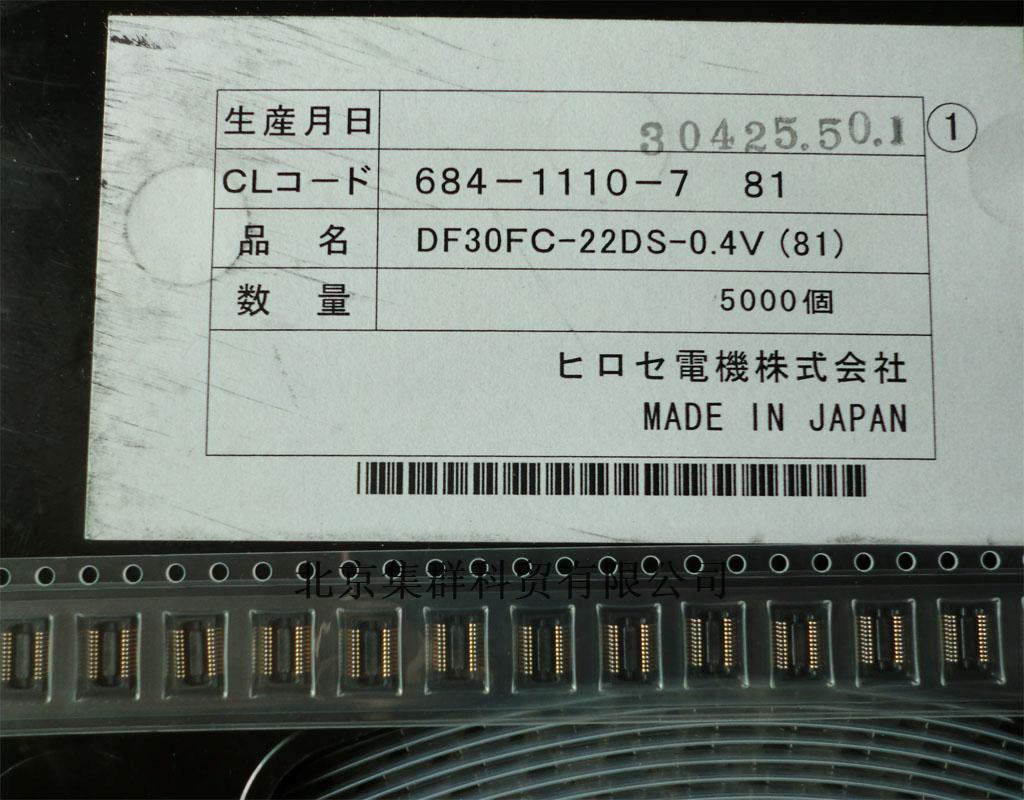 生産月日 30425.50.1 ①
CLコード 684-1110-7 81
品名 DF30FC-22DS-0.4V(81)
数量 5000個
ヒロセ電機株式会社
MADE IN JAPAN
北京集群科贸有限公司